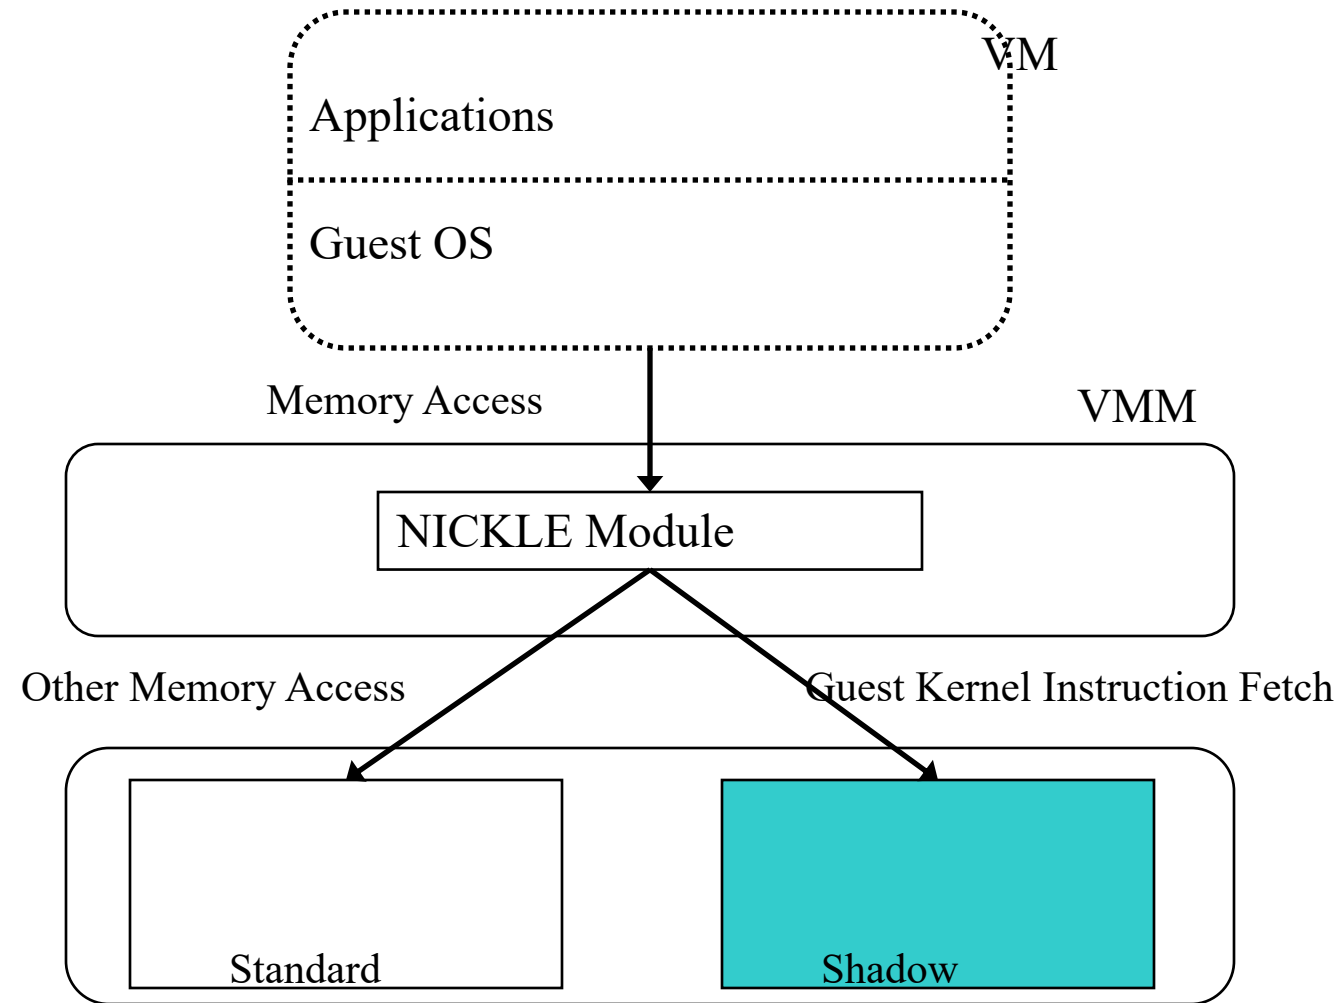 VM
Applications
Guest OS
Memory Access
VMM
NICKLE Module
Other Memory Access
Guest Kernel Instruction Fetch
Standard
Shadow